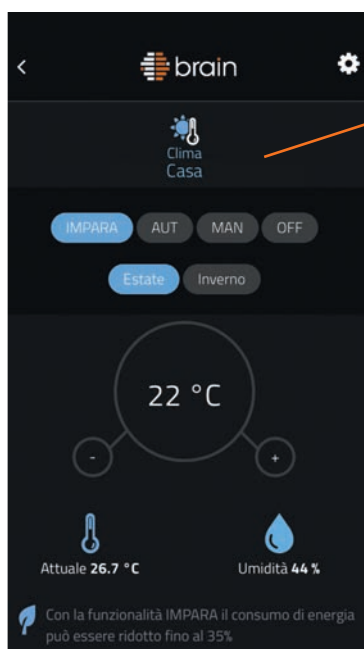 brain
Clima
Casa
IMPARA AUT MAN OFF
Estate Inverno
22 °C
- +
Attuale 26.7 °C Umidità 44 %
Con la funzionalità IMPARA il consumo di energia
può essere ridotto fino al 35%